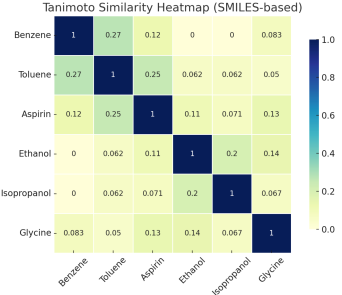 Tanimoto Similarity Heatmap (SMILES-based)
Benzene 1 0.27 0.12 0 0 0.083
Toluene 0.27 1 0.25 0.062 0.062 0.05
Aspirin 0.12 0.25 1 0.11 0.071 0.13
Ethanol 0 0.062 0.11 1 0.2 0.14
Isopropanol 0 0.062 0.071 0.2 1 0.067
Glycine 0.083 0.05 0.13 0.14 0.067 1
Benzene Toluene Aspirin Ethanol Isopropanol Glycine
1.0
0.8
0.6
0.4
0.2
0.0